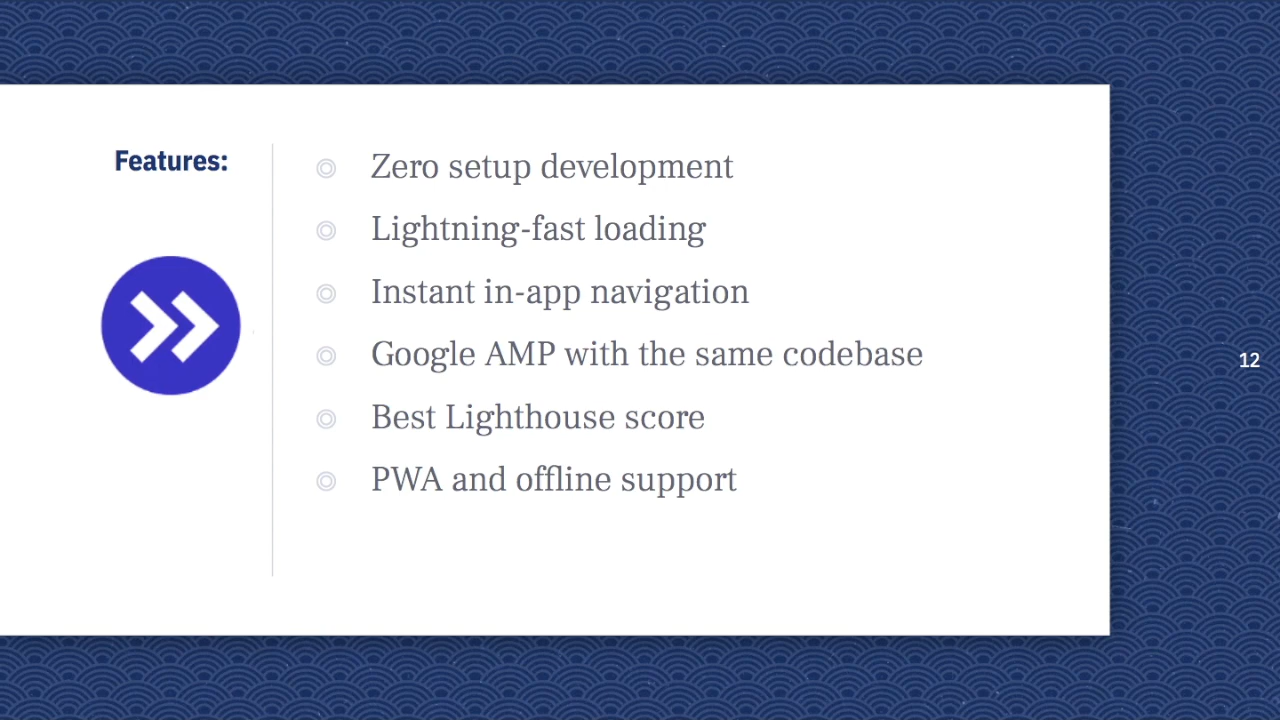 Features:
Zero setup development
Lightning-fast loading
Instant in-app navigation
Google AMP with the same codebase
Best Lighthouse score
PWA and offline support
12